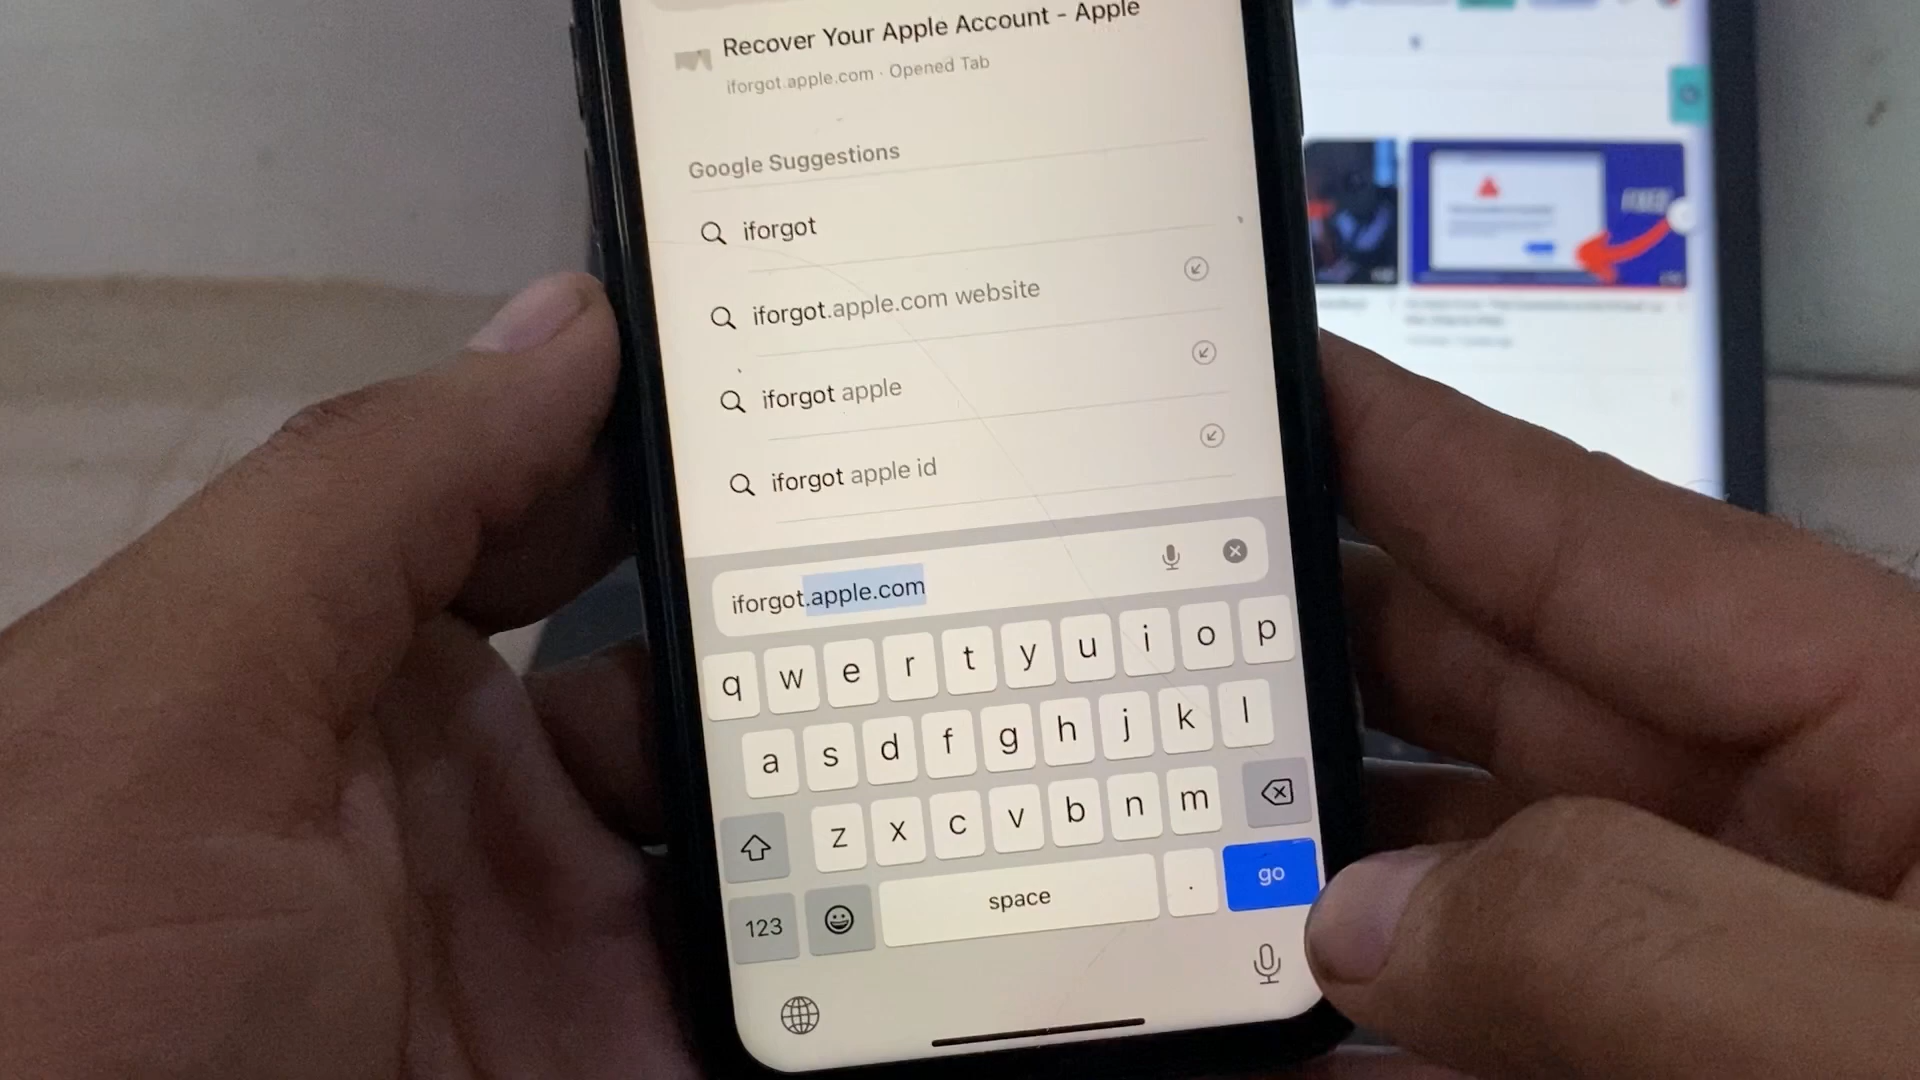 Recover Your Apple Account - Apple
iforgot.apple.com · Opened Tab
Google Suggestions
iforgot
iforgot.apple.com website
iforgot apple
iforgot apple id
iforgot.apple.com
q w e r t y u i o p
a s d f g h j k l
z x c v b n m
123 space . go